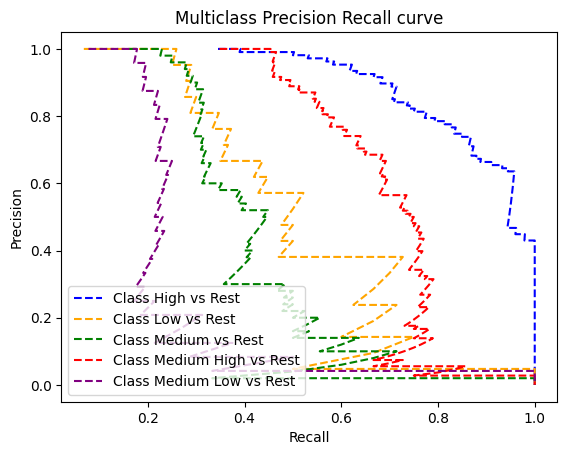 Multiclass Precision Recall curve
Precision
1.0
0.8
0.6
0.4
0.2
0.0
Class High vs Rest
Class Low vs Rest
Class Medium vs Rest
Class Medium High vs Rest
Class Medium Low vs Rest
0.2
0.4
0.6
0.8
1.0
Recall